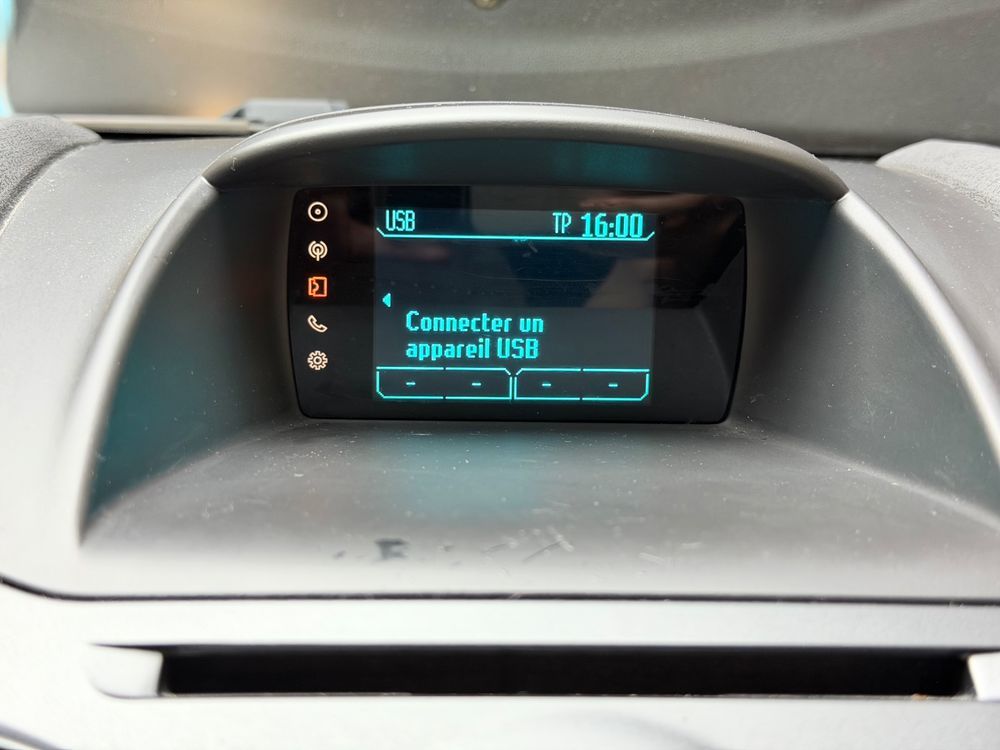 USB TP 16:00
Connecter un
appareil USB